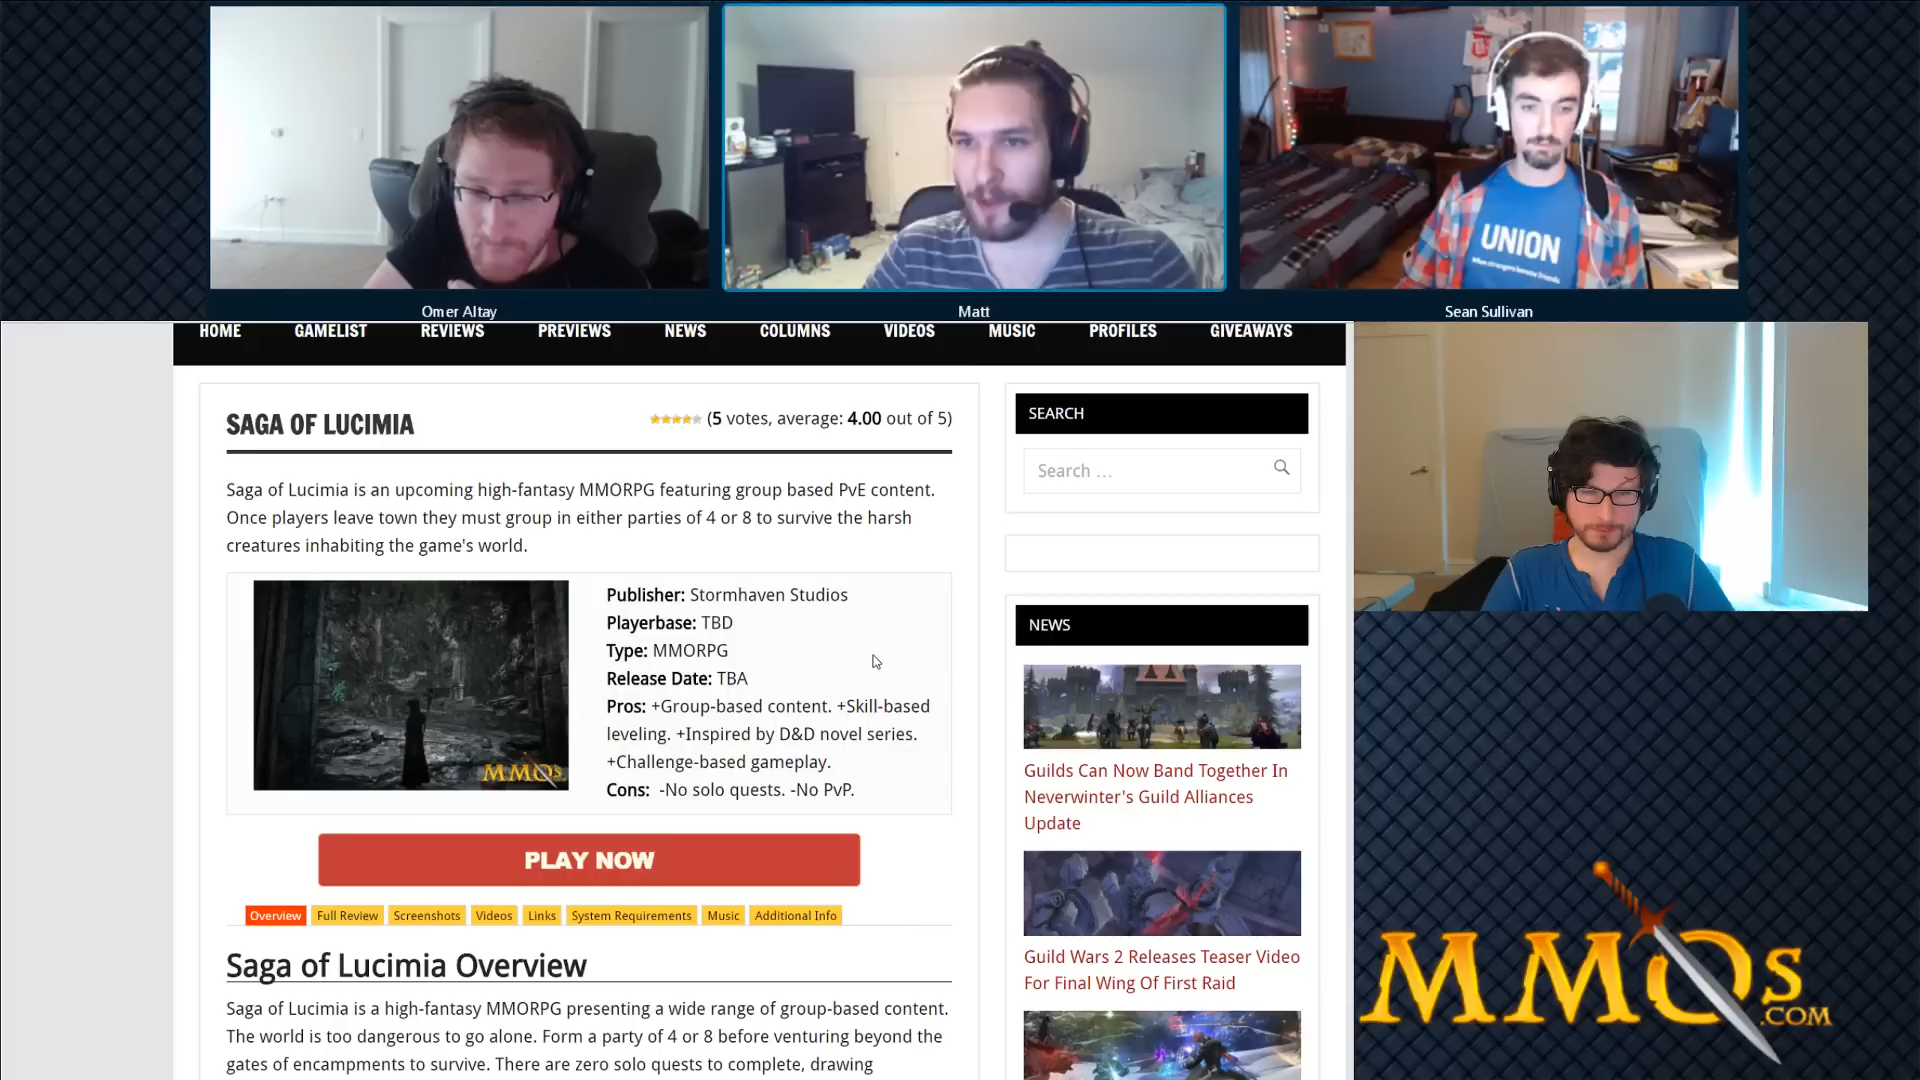 Omer Altay
Matt
Sean Sullivan
UNION
HOME
GAMELIST
REVIEWS
PREVIEWS
NEWS
COLUMNS
VIDEOS
MUSIC
PROFILES
GIVEAWAYS
SAGA OF LUCIMIA
(5 votes, average: 4.00 out of 5)
Saga of Lucimia is an upcoming high-fantasy MMORPG featuring group based PvE content.
Once players leave town they must group in either parties of 4 or 8 to survive the harsh
creatures inhabiting the game's world.
MMOs
Publisher: Stormhaven Studios
Playerbase: TBD
Type: MMORPG
Release Date: TBA
Pros: +Group-based content. +Skill-based
leveling. +Inspired by D&D novel series.
+Challenge-based gameplay.
Cons: -No solo quests. -No PvP.
PLAY NOW
Overview
Full Review
Screenshots
Videos
Links
System Requirements
Music
Additional Info
Saga of Lucimia Overview
Saga of Lucimia is a high-fantasy MMORPG presenting a wide range of group-based content.
The world is too dangerous to go alone. Form a party of 4 or 8 before venturing beyond the
gates of encampments to survive. There are zero solo quests to complete, drawing
SEARCH
Search ...
NEWS
Guilds Can Now Band Together In
Neverwinter's Guild Alliances
Update
Guild Wars 2 Releases Teaser Video
For Final Wing Of First Raid
MMOs
.COM